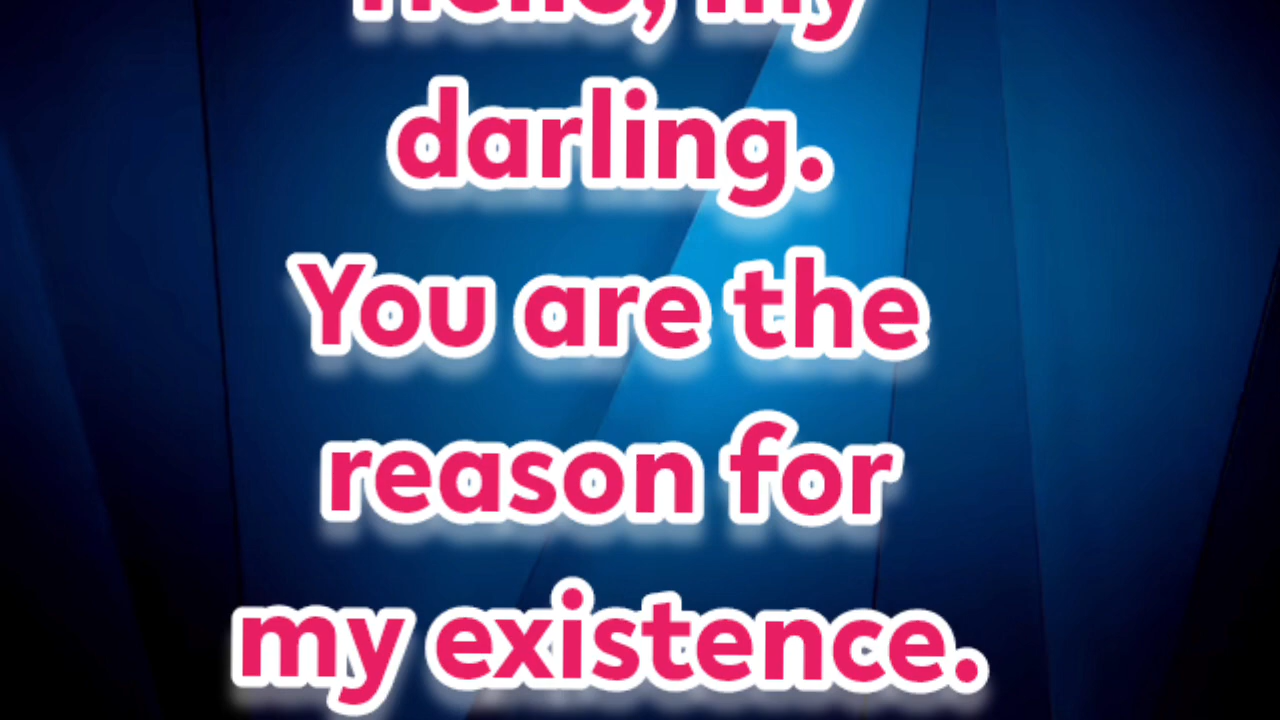 Hello, my
darling.
You are the
reason for
my existence.